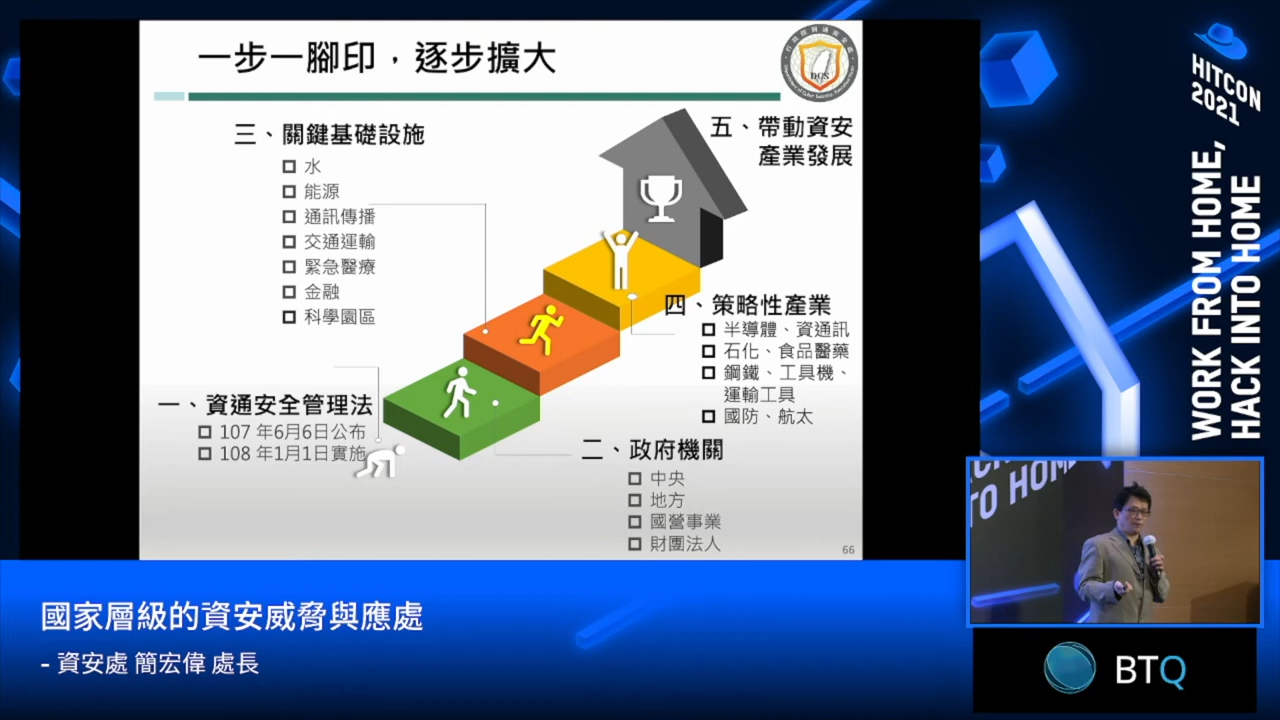 一步一腳印，逐步擴大
DCS
三、關鍵基礎設施
水
能源
通訊傳播
交通運輸
緊急醫療
金融
科學園區
五、帶動資安
產業發展
四、策略性產業
半導體、資通訊
石化、食品醫藥
鋼鐵、工具機、
運輸工具
國防、航太
一、資通安全管理法
107 年6月6日公布
108 年1月1日實施
二、政府機關
中央
地方
國營事業
財團法人
66
HITCON
2021
WORK FROM HOME,
HACK INTO HOME
TO HOME
國家層級的資安威脅與應處
- 資安處 簡宏偉 處長
BTQ